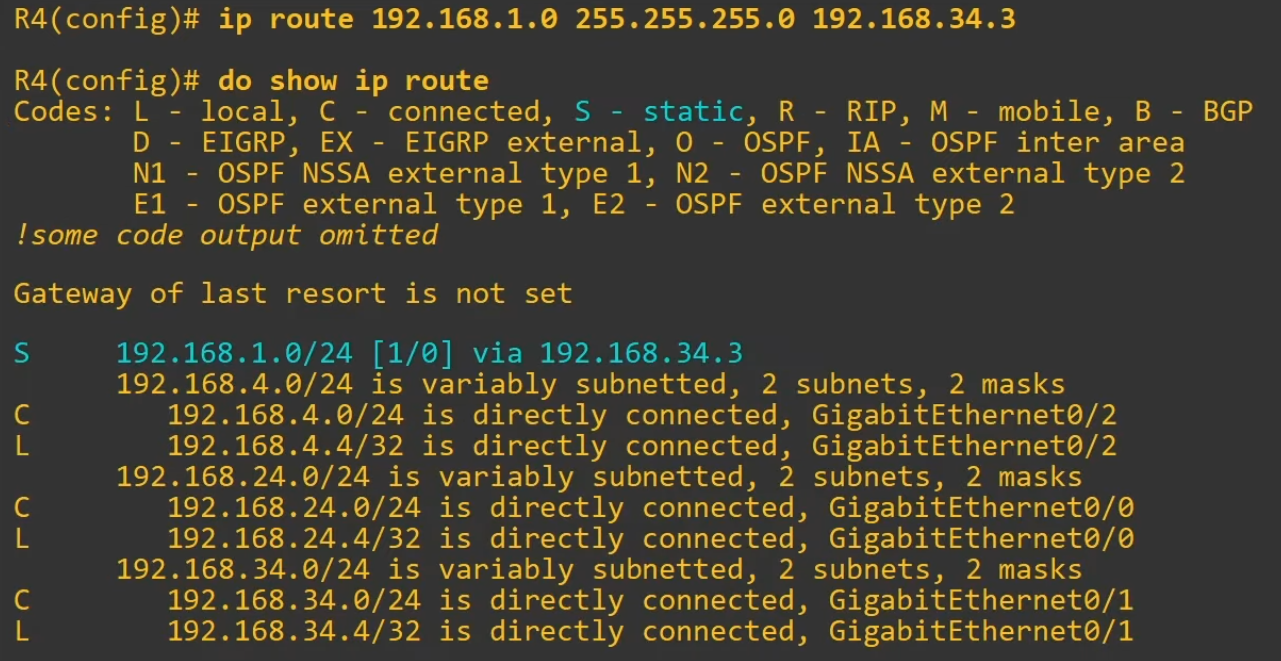 R4(config)# ip route 192.168.1.0 255.255.255.0 192.168.34.3
R4(config)# do show ip route
Codes: L - local, C - connected, S - static, R - RIP, M - mobile, B - BGP
D - EIGRP, EX - EIGRP external, O - OSPF, IA - OSPF inter area
N1 - OSPF NSSA external type 1, N2 - OSPF NSSA external type 2
E1 - OSPF external type 1, E2 - OSPF external type 2
!some code output omitted
Gateway of last resort is not set
S 192.168.1.0/24 [1/0] via 192.168.34.3
192.168.4.0/24 is variably subnetted, 2 subnets, 2 masks
C 192.168.4.0/24 is directly connected, GigabitEthernet0/2
L 192.168.4.4/32 is directly connected, GigabitEthernet0/2
192.168.24.0/24 is variably subnetted, 2 subnets, 2 masks
C 192.168.24.0/24 is directly connected, GigabitEthernet0/0
L 192.168.24.4/32 is directly connected, GigabitEthernet0/0
192.168.34.0/24 is variably subnetted, 2 subnets, 2 masks
C 192.168.34.0/24 is directly connected, GigabitEthernet0/1
L 192.168.34.4/32 is directly connected, GigabitEthernet0/1